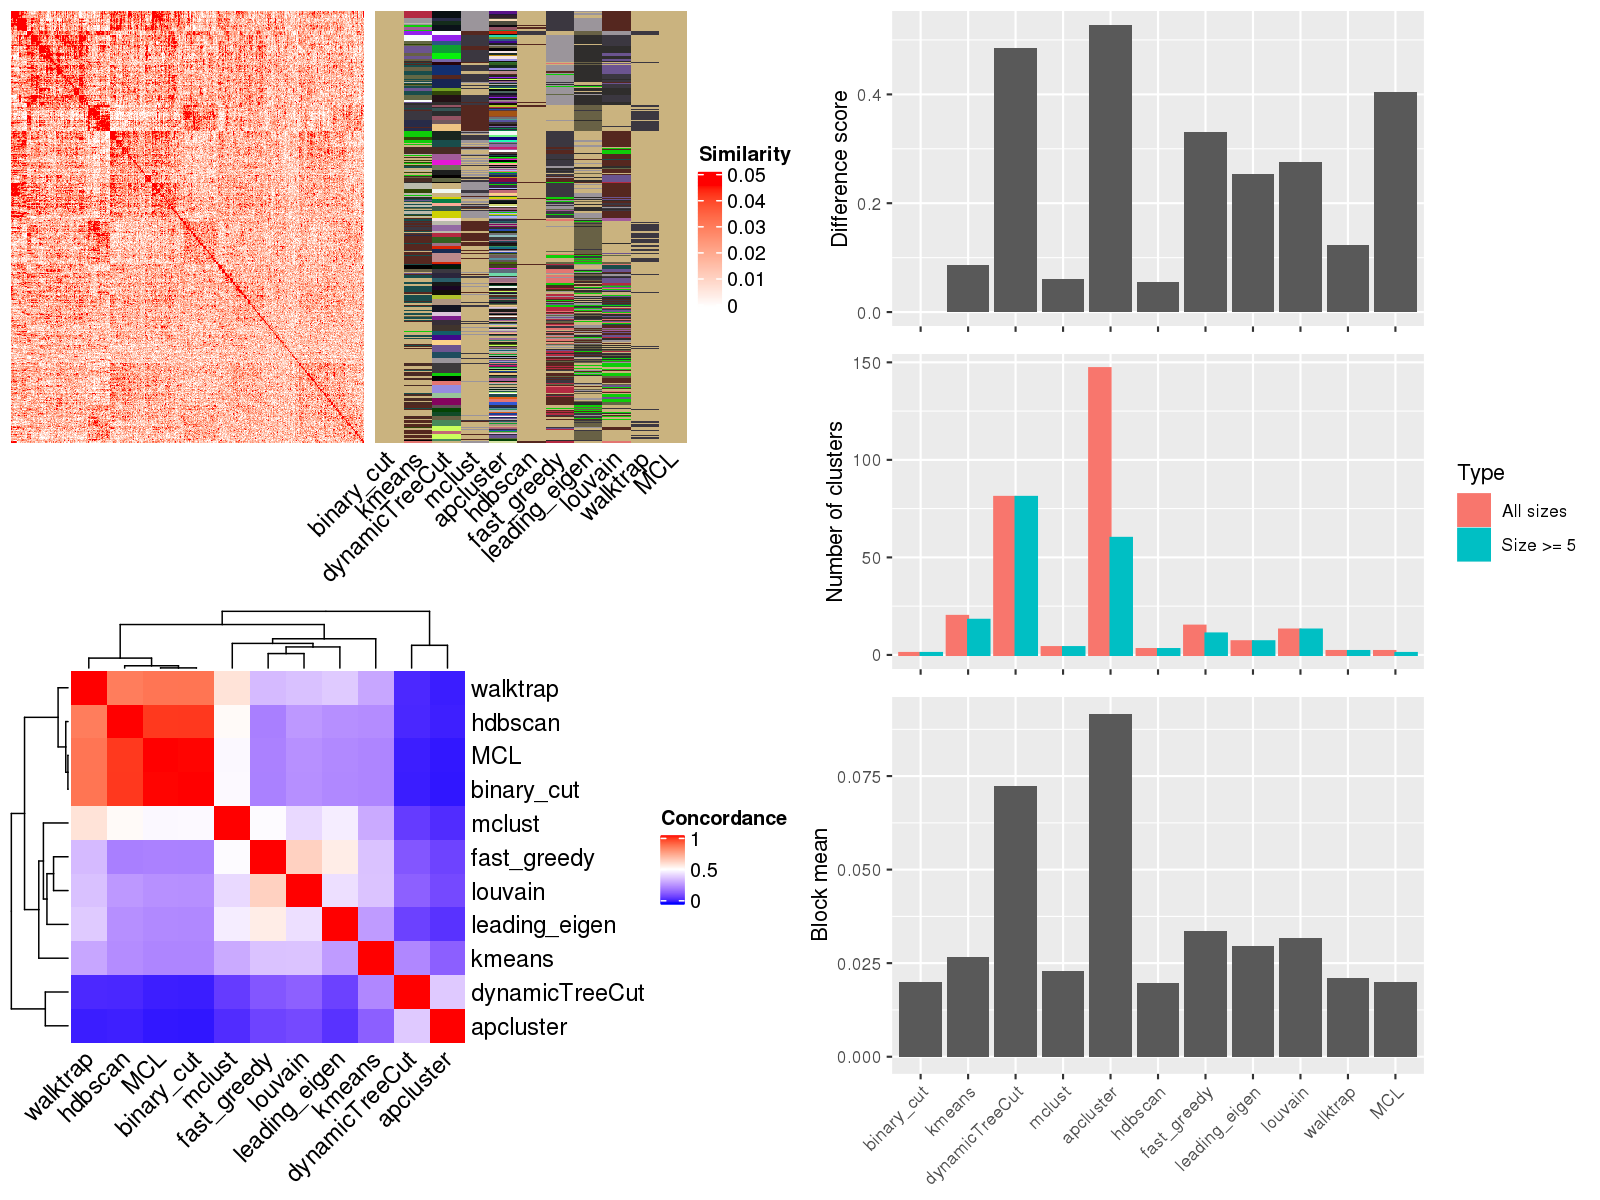 Similarity
0.05
0.04
0.03
0.02
0.01
0
binary_cut
kmeans
dynamicTreeCut
mclust
apcluster
hdbscan
fast_greedy
leading_eigen
louvain
walktrap
MCL
walktrap
hdbscan
MCL
binary_cut
mclust
fast_greedy
louvain
leading_eigen
kmeans
dynamicTreeCut
apcluster
Concordance
1
0.5
0
walktrap
hdbscan
MCL
binary_cut
mclust
fast_greedy
louvain
leading_eigen
kmeans
dynamicTreeCut
apcluster
Difference score
0.4
0.2
0.0
Number of clusters
150
100
50
0
Type
All sizes
Size >= 5
Block mean
0.075
0.050
0.025
0.000
binary_cut
kmeans
dynamicTreeCut
mclust
apcluster
hdbscan
fast_greedy
leading_eigen
louvain
walktrap
MCL